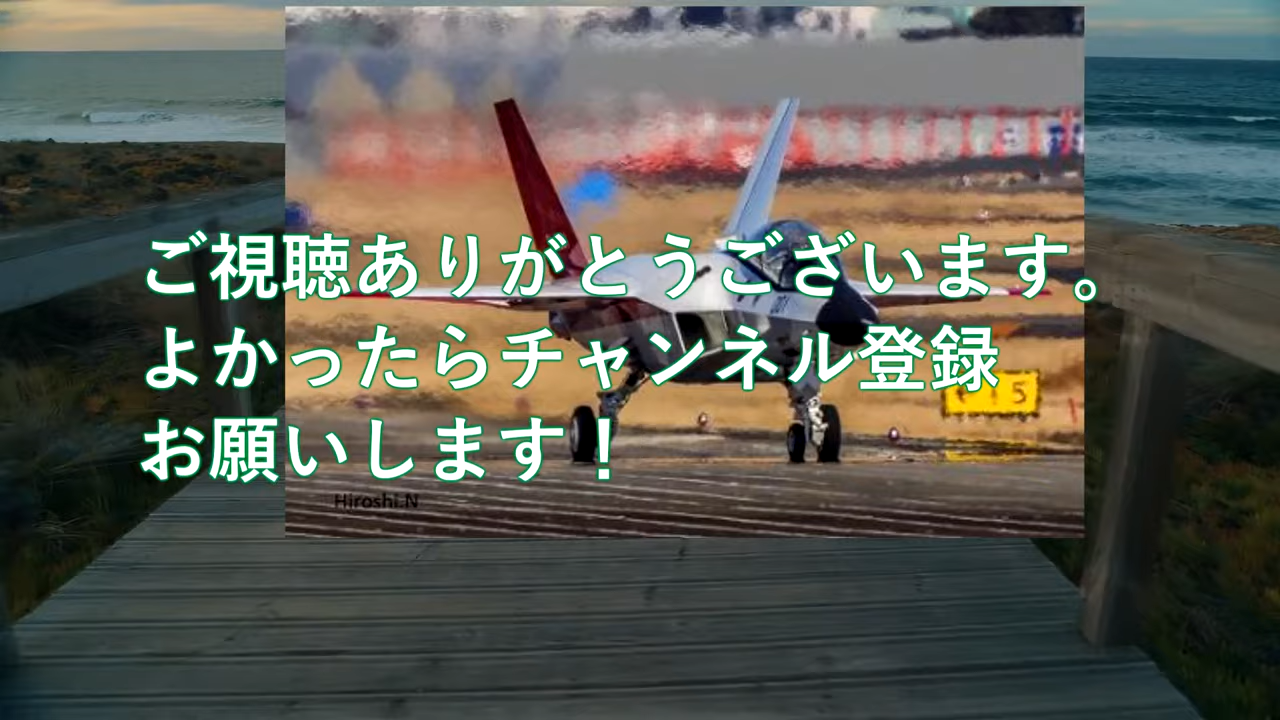 ご視聴ありがとうございます。
よかったらチャンネル登録
お願いします！
Hiroshi.N
5